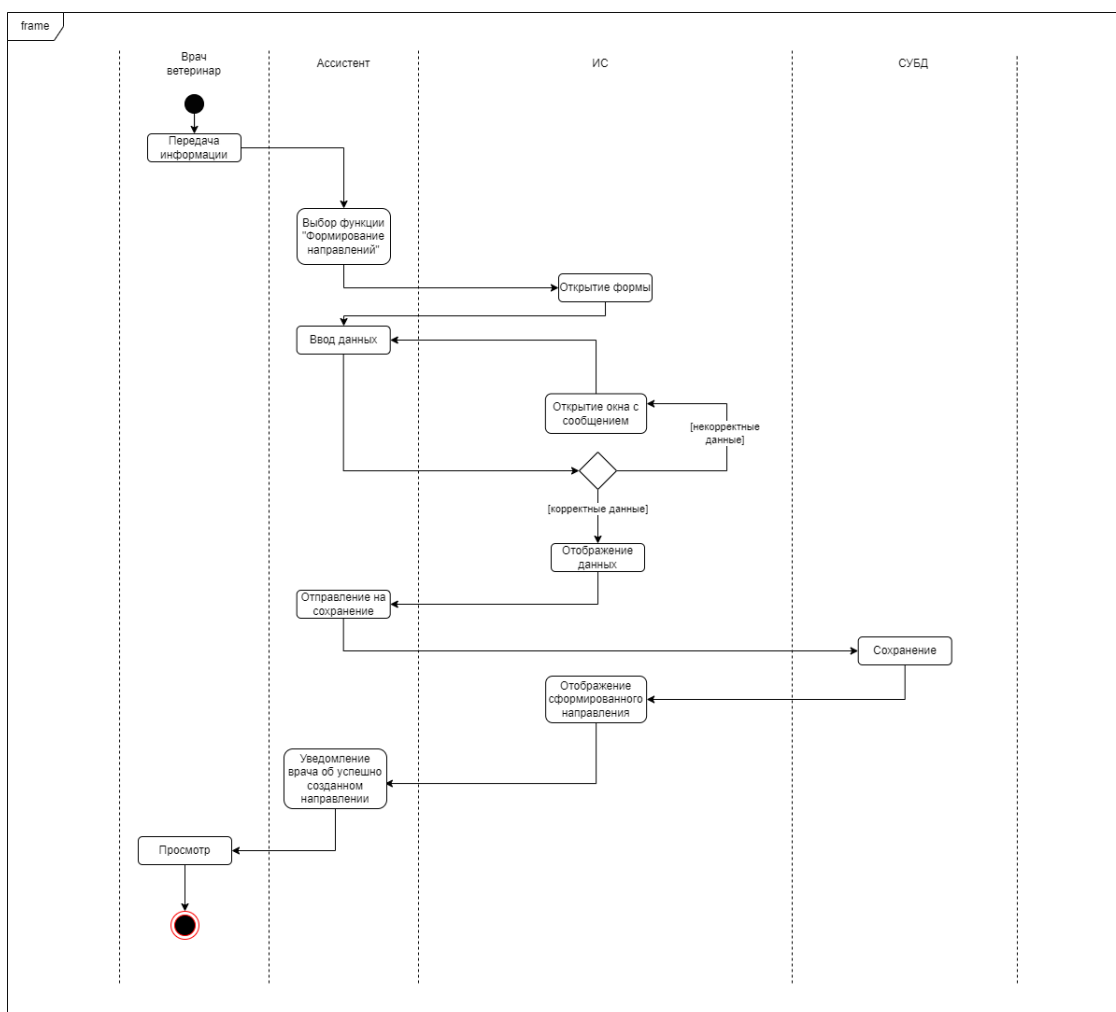 frame
Врач
ветеринар
Ассистент
ИС
СУБД
Передача
информации
Выбор функции
"Формирование
направлений"
Открытие формы
Ввод данных
Открытие окна с
сообщением
[некорректные
данные]
[корректные данные]
Отображение
данных
Отправление на
сохранение
Сохранение
Отображение
сформированного
направления
Уведомление
врача об успешно
созданном
направлении
Просмотр